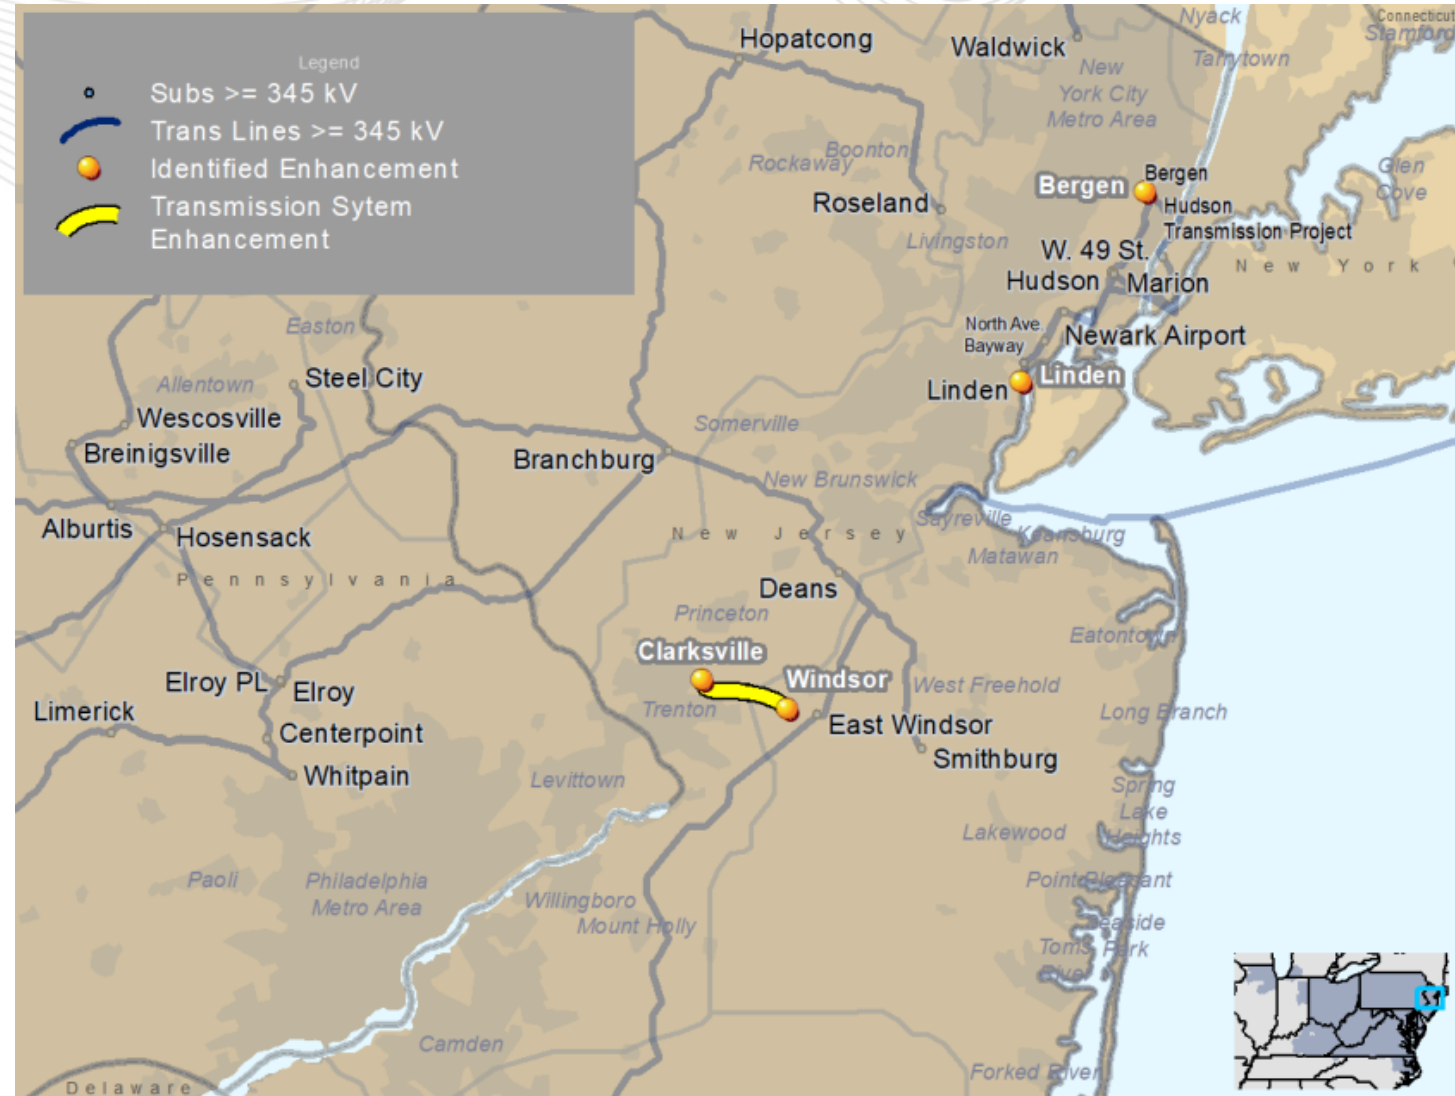 Legend
Subs >= 345 kV
Trans Lines >= 345 kV
Identified Enhancement
Transmission Sytem
Enhancement
Nyack
Connecticut
Stamford
Hopatcong
Waldwick
Tarrytown
New
York City
Metro Area
Boonton
Rockaway
Glen
Cove
Bergen
Bergen
Roseland
Hudson
Transmission Project
Livingston
W. 49 St.
New York
Hudson
Marion
Easton
North Ave.
Bayway
Newark Airport
Allentown
Steel City
Linden
Linden
Wescosville
Somerville
Breinigsville
Branchburg
New Brunswick
Alburtis
Hosensack
New Jersey
Sayreville
Keansburg
Matawan
Pennsylvania
Deans
Princeton
Eatontown
Clarksville
Windsor
Elroy PL
Elroy
West Freehold
Limerick
Trenton
Long Branch
East Windsor
Centerpoint
Smithburg
Whitpain
Levittown
Spring
Lake
Heights
Lakewood
Paoli
Philadelphia
Metro Area
Point Pleasant
Willingboro
Mount Holly
Seaside
Park
Toms
River
Camden
Forked River
Delaware